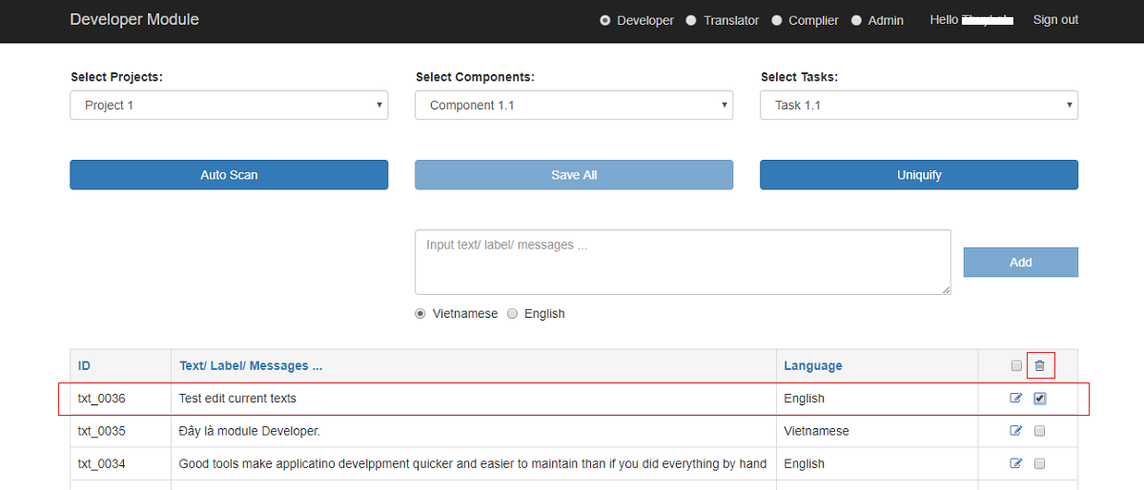 Developer Module
Developer Translator Complier Admin Hello Sign out
Select Projects: Select Components: Select Tasks:
Project 1 Component 1.1 Task 1.1
Auto Scan Save All Uniquify
Input text/ label/ messages ...
Add
Vietnamese English
ID Text/ Label/ Messages ... Language
txt_0036 Test edit current texts English
txt_0035 Đây là module Developer. Vietnamese
txt_0034 Good tools make applicatino develppment quicker and easier to maintain than if you did everything by hand English